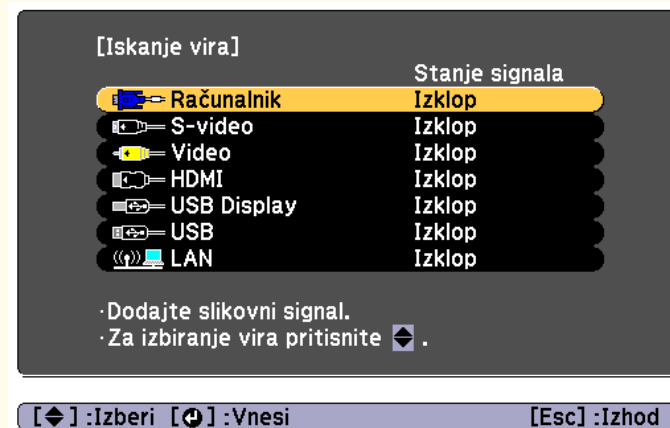 [Iskanje vira]
Stanje signala
Računalnik Izklop
S-video Izklop
Video Izklop
HDMI Izklop
USB Display Izklop
USB Izklop
LAN Izklop
·Dodajte slikovni signal.
·Za izbiranje vira pritisnite .
[ ] :Izberi [ ] :Vnesi [Esc] :Izhod